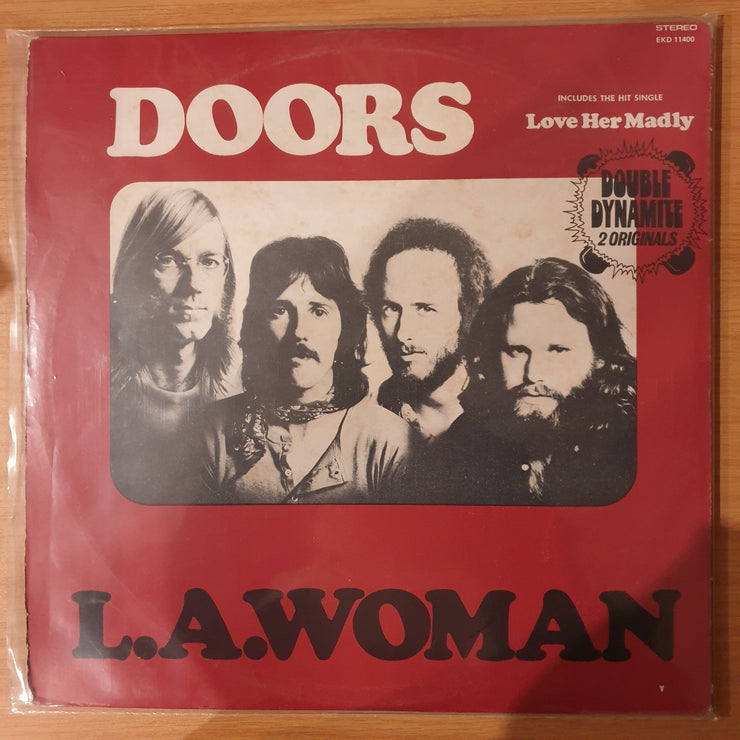 STEREO
EKD 11400
DOORS
INCLUDES THE HIT SINGLE
Love Her Madly
DOUBLE
DYNAMITE
2 ORIGINALS
L.A.WOMAN
Y